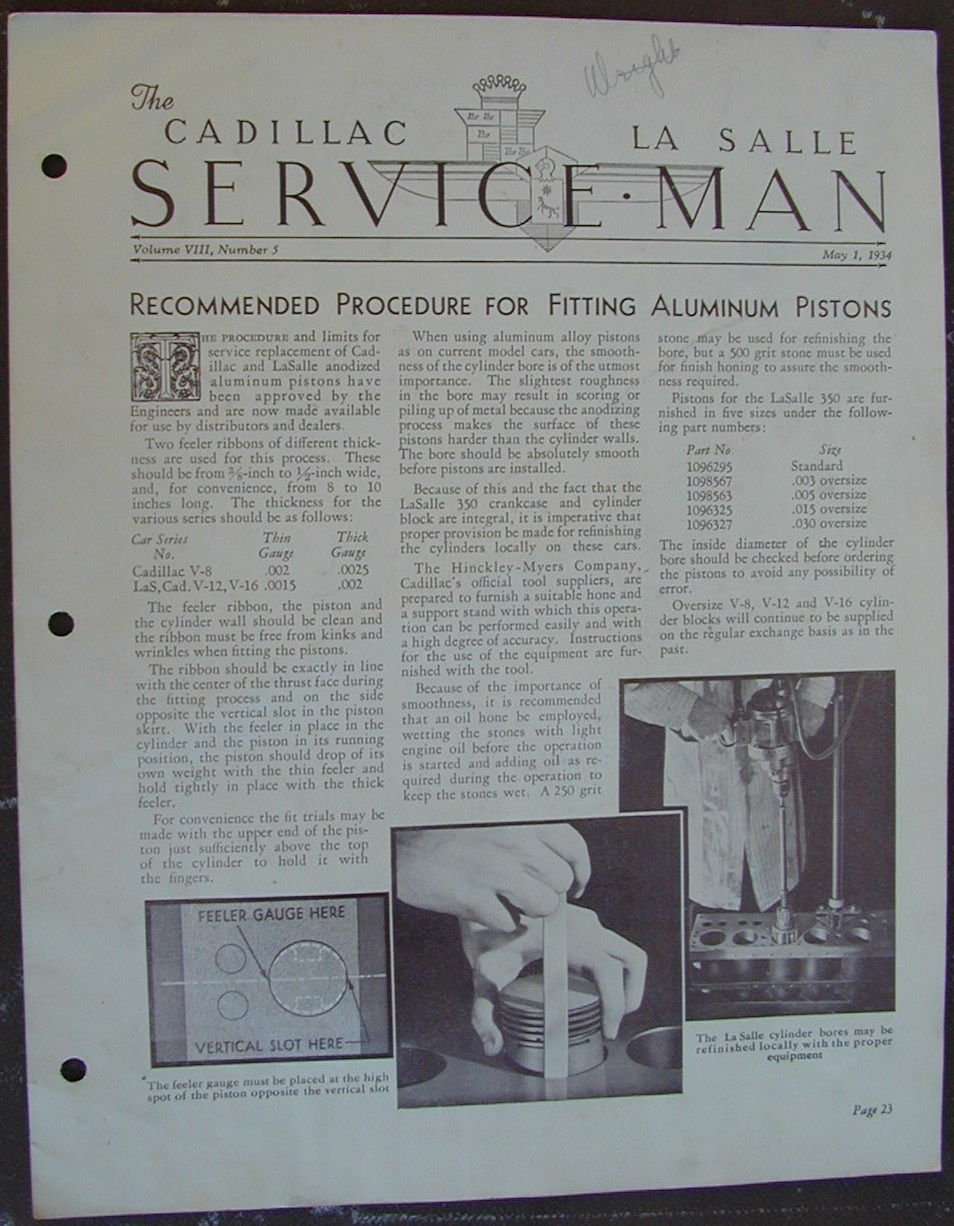 Wright
The
CADILLAC LA SALLE
SERVICE·MAN
Volume VIII, Number 5
May 1, 1934
RECOMMENDED PROCEDURE FOR FITTING ALUMINUM PISTONS
THE PROCEDURE and limits for
service replacement of Cad-
illac and LaSalle anodized
aluminum pistons have
been approved by the
Engineers and are now made available
for use by distributors and dealers.
Two feeler ribbons of different thick-
ness are used for this process. These
should be from 3/8-inch to 1/2-inch wide,
and, for convenience, from 8 to 10
inches long. The thickness for the
various series should be as follows:
Car Series Thin Thick
No. Gauge Gauge
Cadillac V-8 .002 .0025
LaS, Cad. V-12, V-16 .0015 .002
The feeler ribbon, the piston and
the cylinder wall should be clean and
the ribbon must be free from kinks and
wrinkles when fitting the pistons.
The ribbon should be exactly in line
with the center of the thrust face during
the fitting process and on the side
opposite the vertical slot in the piston
skirt. With the feeler in place in the
cylinder and the piston in its running
position, the piston should drop of its
own weight with the thin feeler and
hold tightly in place with the thick
feeler.
For convenience the fit trials may be
made with the upper end of the pis-
ton just sufficiently above the top
of the cylinder to hold it with
the fingers.
FEELER GAUGE HERE
VERTICAL SLOT HERE
The feeler gauge must be placed at the high
spot of the piston opposite the vertical slot
When using aluminum alloy pistons
as on current model cars, the smooth-
ness of the cylinder bore is of the utmost
importance. The slightest roughness
in the bore may result in scoring or
piling up of metal because the anodizing
process makes the surface of these
pistons harder than the cylinder walls.
The bore should be absolutely smooth
before pistons are installed.
Because of this and the fact that the
LaSalle 350 crankcase and cylinder
block are integral, it is imperative that
proper provision be made for refinishing
the cylinders locally on these cars.
The Hinckley-Myers Company,
Cadillac's official tool suppliers, are
prepared to furnish a suitable hone and
a support stand with which this opera-
tion can be performed easily and with
a high degree of accuracy. Instructions
for the use of the equipment are fur-
nished with the tool.
Because of the importance of
smoothness, it is recommended
that an oil hone be employed,
wetting the stones with light
engine oil before the operation
is started and adding oil as re-
quired during the operation to
keep the stones wet. A 250 grit
stone may be used for refinishing the
bore, but a 500 grit stone must be used
for finish honing to assure the smooth-
ness required.
Pistons for the LaSalle 350 are fur-
nished in five sizes under the follow-
ing part numbers:
Part No Size
1096295 Standard
1098567 .003 oversize
1098563 .005 oversize
1096325 .015 oversize
1096327 .030 oversize
The inside diameter of the cylinder
bore should be checked before ordering
the pistons to avoid any possibility of
error.
Oversize V-8, V-12 and V-16 cylin-
der blocks will continue to be supplied
on the regular exchange basis as in the
past.
The LaSalle cylinder bores may be
refinished locally with the proper
equipment
Page 23